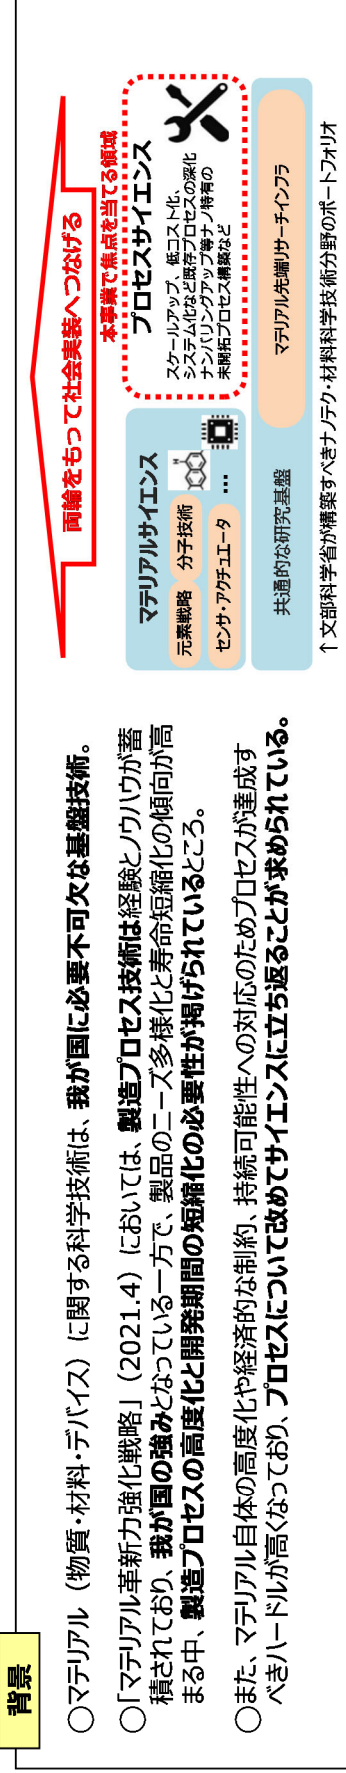 背景
○マテリアル（物質・材料・デバイス）に関する科学技術は、我が国に必要不可欠な基盤技術。
○「マテリアル革新力強化戦略」（2021.4）においては、製造プロセス技術は経験とノウハウが蓄
積されており、我が国の強みとなっている一方で、製品のニーズ多様化と寿命短縮化の傾向が高
まる中、製造プロセスの高度化と開発期間の短縮化の必要性が掲げられているところ。
○また、マテリアル自体の高度化や経済的な制約、持続可能性への対応のためプロセスが達成す
べきハードルが高くなっており、プロセスについて改めてサイエンスに立ち返ることが求められている。
両輪をもって社会実装へつなげる
本事業で焦点を当てる領域
マテリアルサイエンス
元素戦略
分子技術
センサ・アクチュエータ
…
プロセスサイエンス
スケールアップ、低コスト化、
システム化など既存プロセスの深化
ナンバリングアップ等ナノ特有の
未開拓プロセス構築など
共通的な研究基盤
マテリアル先端リサーチインフラ
↑文部科学省が構築すべきナノテク・材料科学技術分野のポートフォリオ